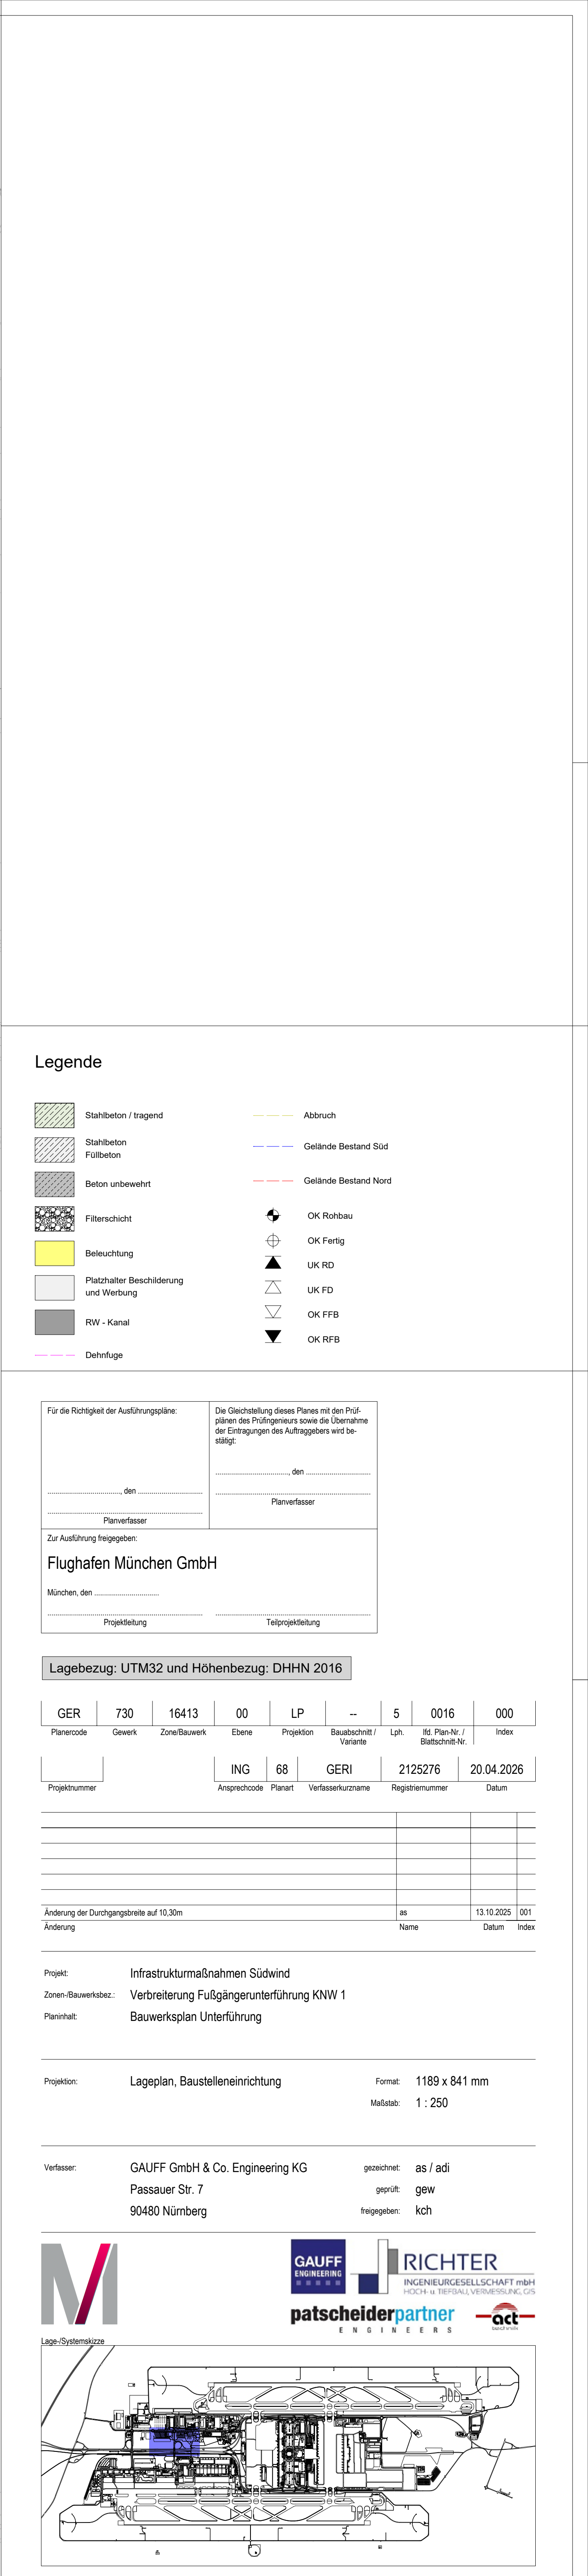 Legende
Stahlbeton / tragend
Stahlbeton
Füllbeton
Beton unbewehrt
Filterschicht
Beleuchtung
Platzhalter Beschilderung
und Werbung
RW - Kanal
Dehnfuge
Abbruch
Gelände Bestand Süd
Gelände Bestand Nord
OK Rohbau
OK Fertig
UK RD
UK FD
OK FFB
OK RFB
Für die Richtigkeit der Ausführungspläne:
..................................., den ...............................
Planverfasser
Die Gleichstellung dieses Planes mit den Prüf-
plänen des Prüfingenieurs sowie die Übernahme
der Eintragungen des Auftraggebers wird be-
stätigt:
..................................., den ...............................
Planverfasser
Zur Ausführung freigegeben:
Flughafen München GmbH
München, den ...............................
Projektleitung Teilprojektleitung
Lagebezug: UTM32 und Höhenbezug: DHHN 2016
GER 730 16413 00 LP -- 5 0016 000
Planercode Gewerk Zone/Bauwerk Ebene Projektion Bauabschnitt / Lph. lfd. Plan-Nr. / Index
Variante Blattschnitt-Nr.
ING 68 GERI 2125276 20.04.2026
Projektnummer Ansprechcode Planart Verfasserkurzname Registriernummer Datum
Änderung der Durchgangsbreite auf 10,30m as 13.10.2025 001
Änderung Name Datum Index
Projekt: Infrastrukturmaßnahmen Südwind
Zonen-/Bauwerksbez.: Verbreiterung Fußgängerunterführung KNW 1
Planinhalt: Bauwerksplan Unterführung
Projektion: Lageplan, Baustelleneinrichtung Format: 1189 x 841 mm
Maßstab: 1 : 250
Verfasser: GAUFF GmbH & Co. Engineering KG gezeichnet: as / adi
Passauer Str. 7 geprüft: gew
90480 Nürnberg freigegeben: kch
GAUFF
ENGINEERING
RICHTER
INGENIEURGESELLSCHAFT mbH
HOCH- u. TIEFBAU, VERMESSUNG, GIS
patscheiderpartner
ENGINEERS
act
Lage-/Systemskizze